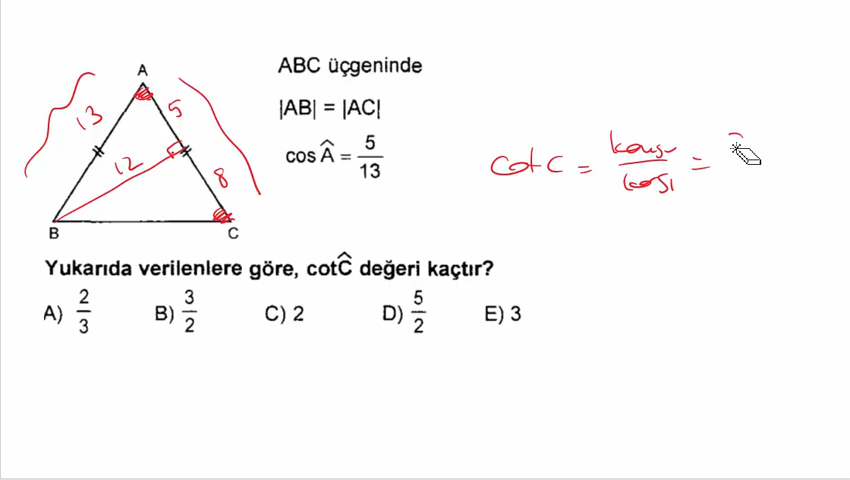 A
ABC üçgeninde
13
5
|AB| = |AC|
cos Â = 5/13
12
8
cot C = komşu/karşı =
B
C
Yukarıda verilenlere göre, cotĈ değeri kaçtır?
A) 2/3 B) 3/2 C) 2 D) 5/2 E) 3